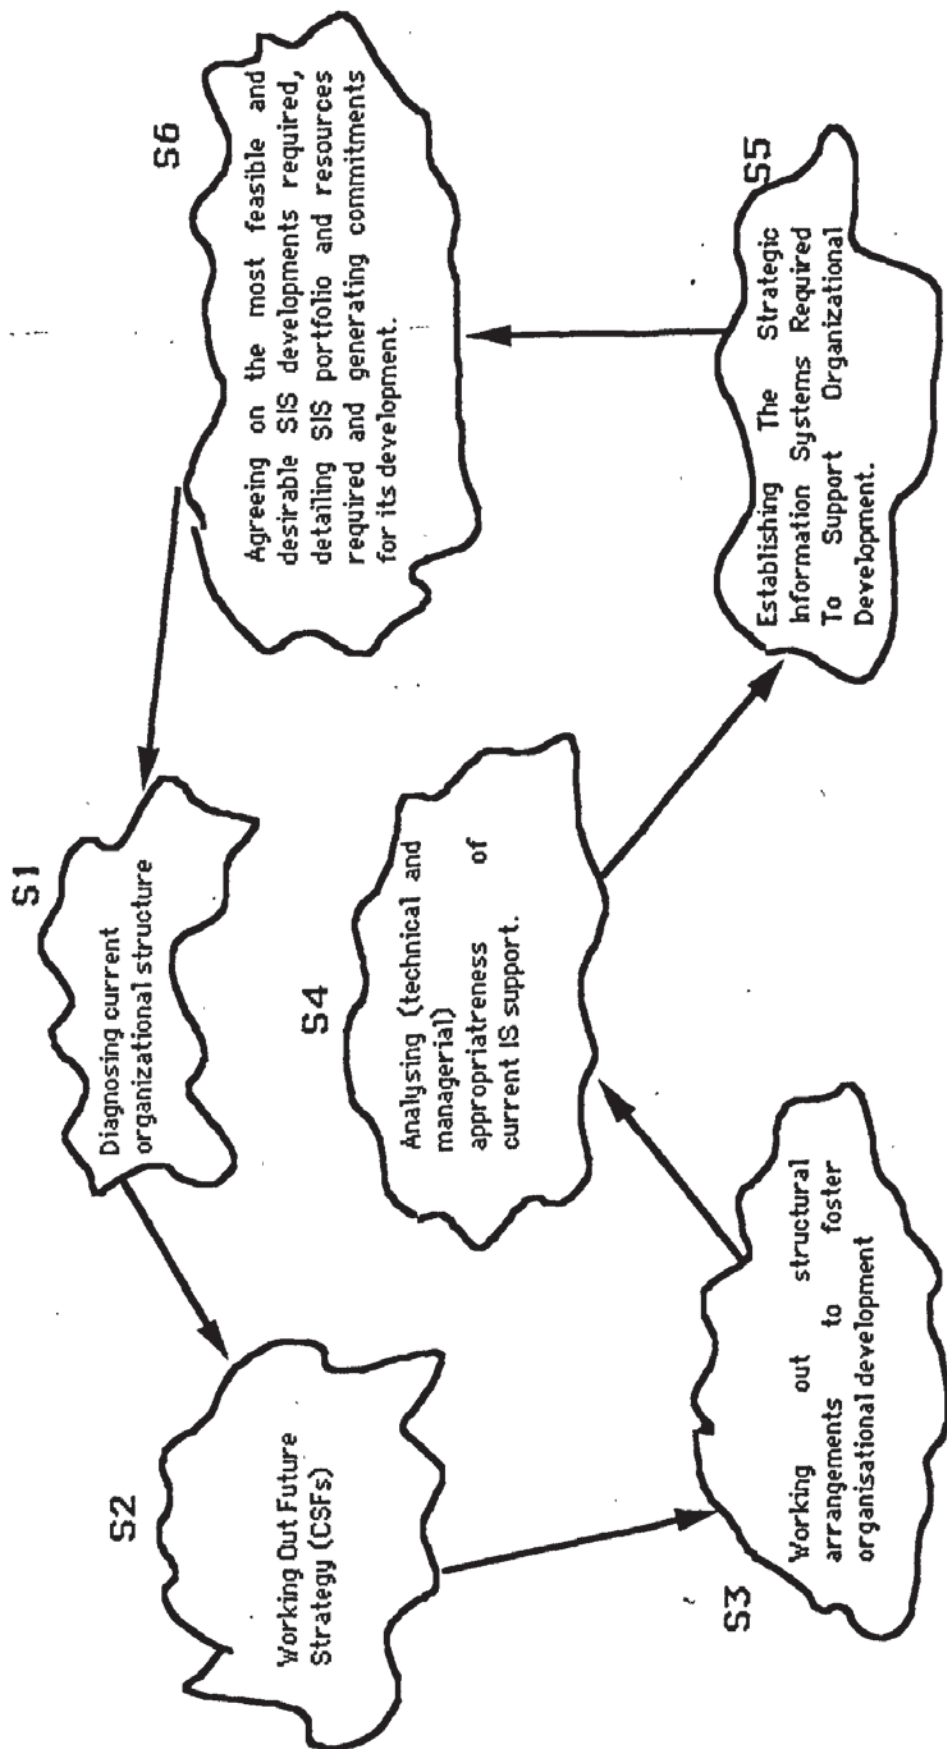 S1
Diagnosing current
organizational structure
S2
Working Out Future
Strategy (CSFs)
S3
Working out structural
arrangements to foster
organisational development
S4
Analysing (technical and
managerial)
appropriatreness of
current IS support.
S5
Establishing The Strategic
Information Systems Required
To Support Organizational
Development.
S6
Agreeing on the most feasible and
desirable SIS developments required,
detailing SIS portfolio and resources
required and generating commitments
for its development.